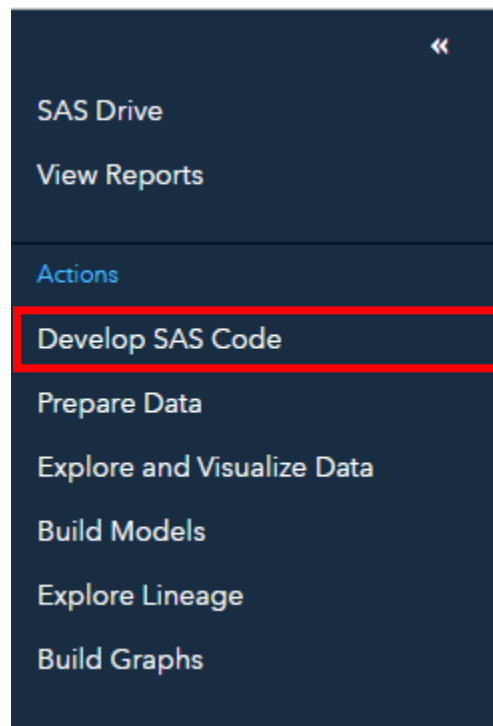 «
SAS Drive
View Reports
Actions
Develop SAS Code
Prepare Data
Explore and Visualize Data
Build Models
Explore Lineage
Build Graphs